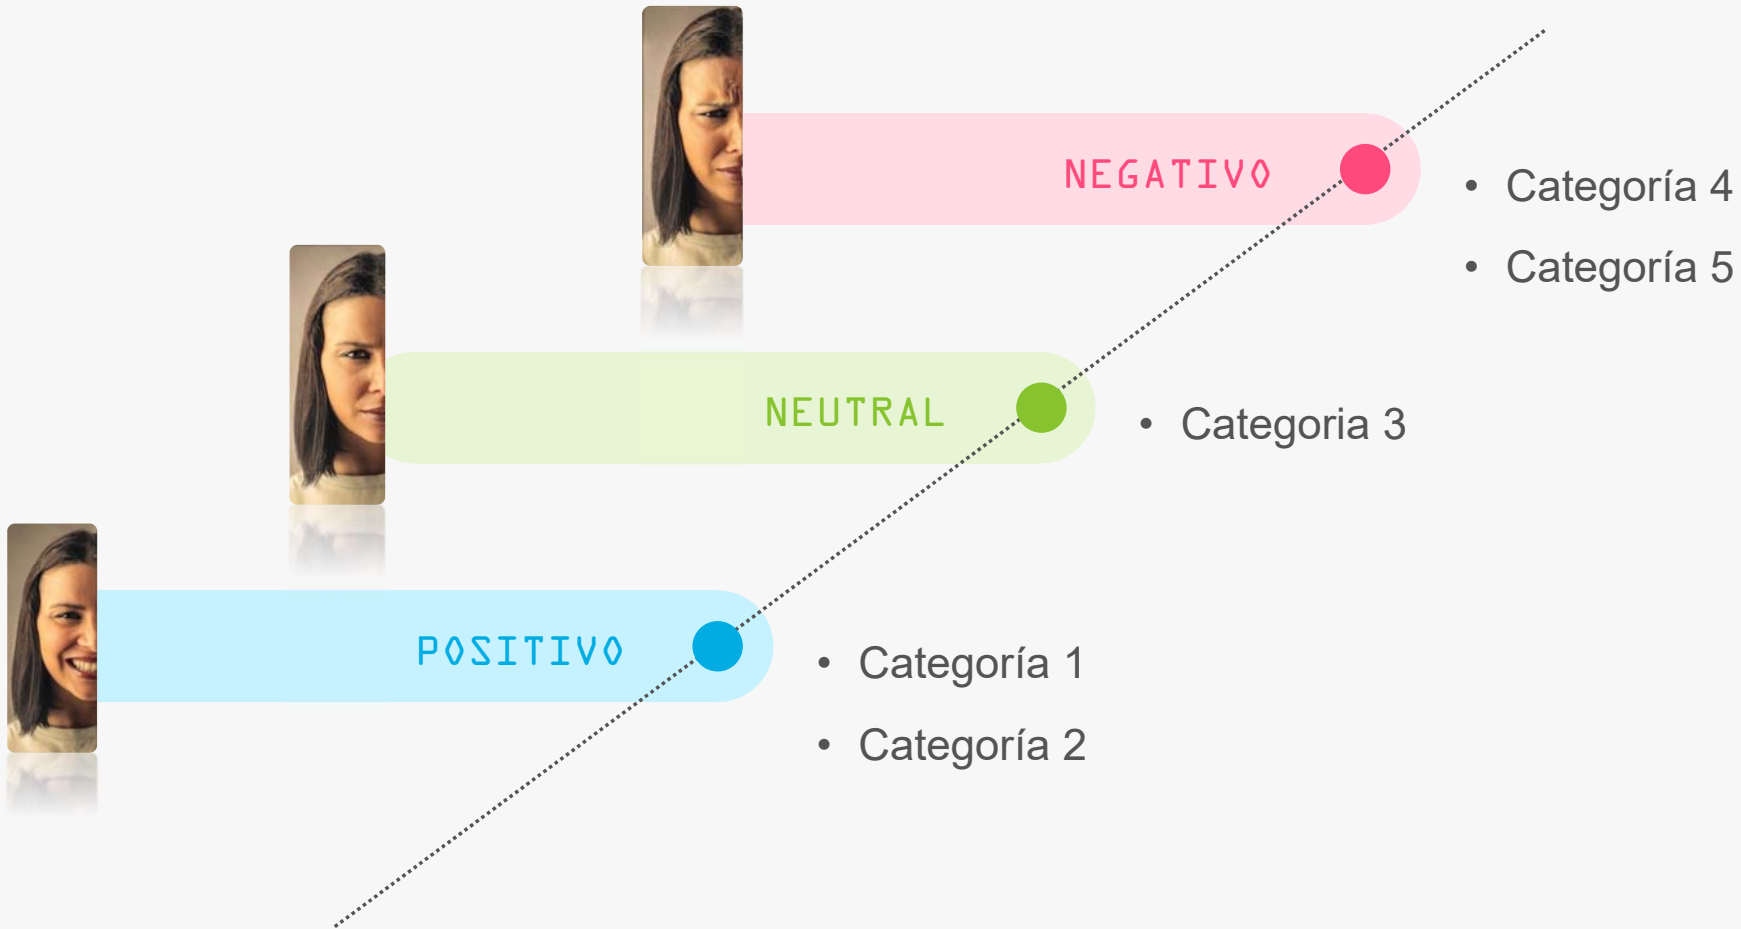 NEGATIVO
• Categoría 4
• Categoría 5
NEUTRAL
• Categoria 3
POSITIVO
• Categoría 1
• Categoría 2